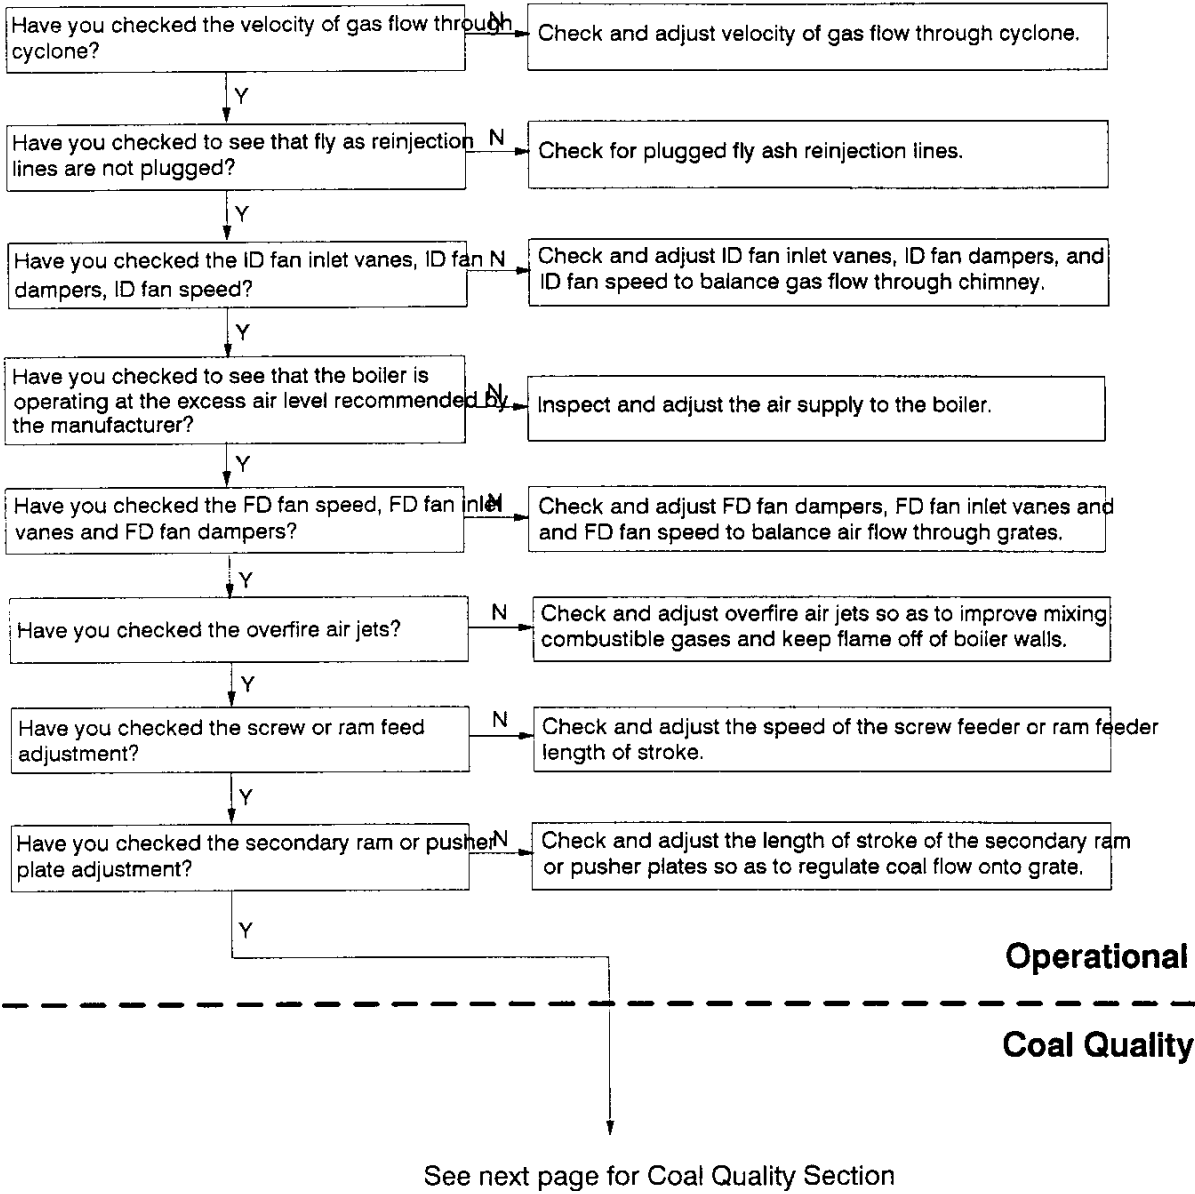 Have you checked the velocity of gas flow through
cyclone?
N
Check and adjust velocity of gas flow through cyclone.
Y
Have you checked to see that fly as reinjection
lines are not plugged?
N
Check for plugged fly ash reinjection lines.
Y
Have you checked the ID fan inlet vanes, ID fan
dampers, ID fan speed?
N
Check and adjust ID fan inlet vanes, ID fan dampers, and
ID fan speed to balance gas flow through chimney.
Y
Have you checked to see that the boiler is
operating at the excess air level recommended by
the manufacturer?
N
Inspect and adjust the air supply to the boiler.
Y
Have you checked the FD fan speed, FD fan inlet
vanes and FD fan dampers?
N
Check and adjust FD fan dampers, FD fan inlet vanes and
and FD fan speed to balance air flow through grates.
Y
Have you checked the overfire air jets?
N
Check and adjust overfire air jets so as to improve mixing
combustible gases and keep flame off of boiler walls.
Y
Have you checked the screw or ram feed
adjustment?
N
Check and adjust the speed of the screw feeder or ram feeder
length of stroke.
Y
Have you checked the secondary ram or pusher
plate adjustment?
N
Check and adjust the length of stroke of the secondary ram
or pusher plates so as to regulate coal flow onto grate.
Y
Operational
Coal Quality
See next page for Coal Quality Section